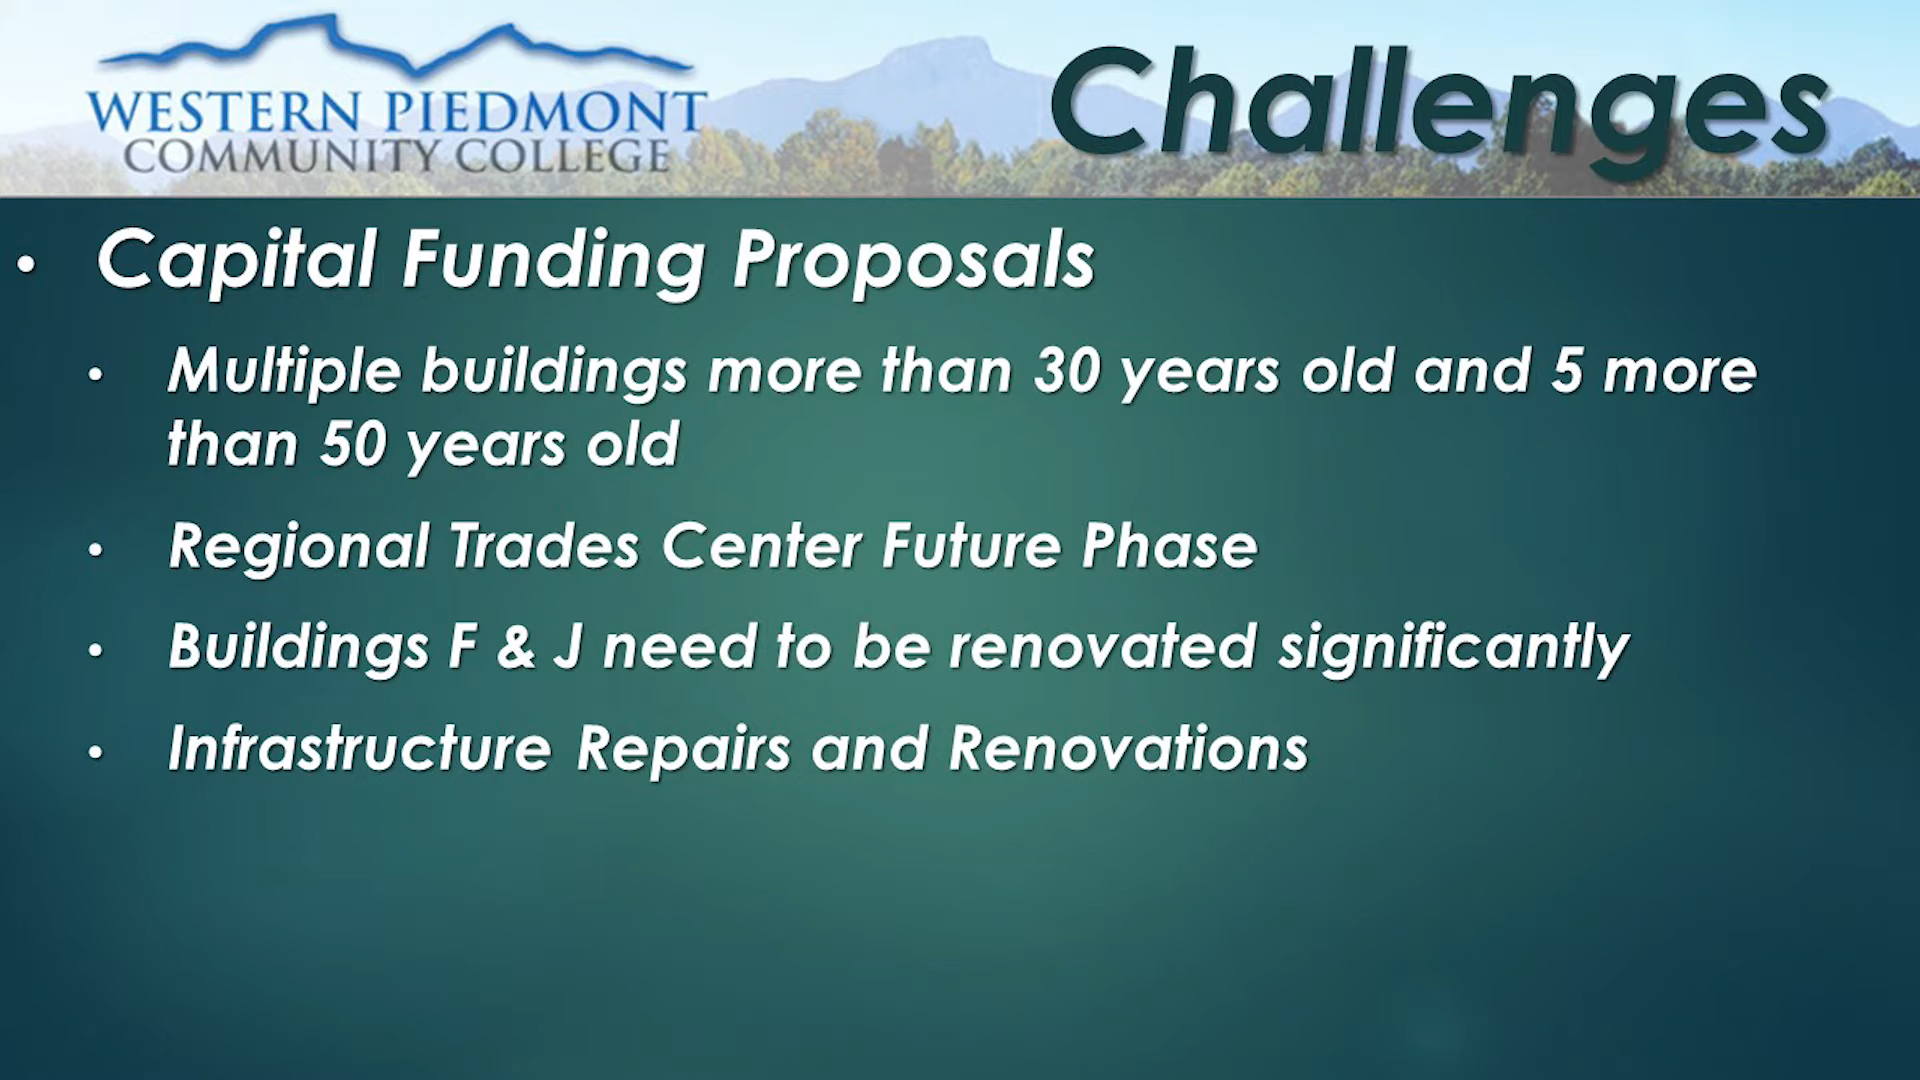 WESTERN PIEDMONT
COMMUNITY COLLEGE
Challenges
• Capital Funding Proposals
• Multiple buildings more than 30 years old and 5 more
than 50 years old
• Regional Trades Center Future Phase
• Buildings F & J need to be renovated significantly
• Infrastructure Repairs and Renovations